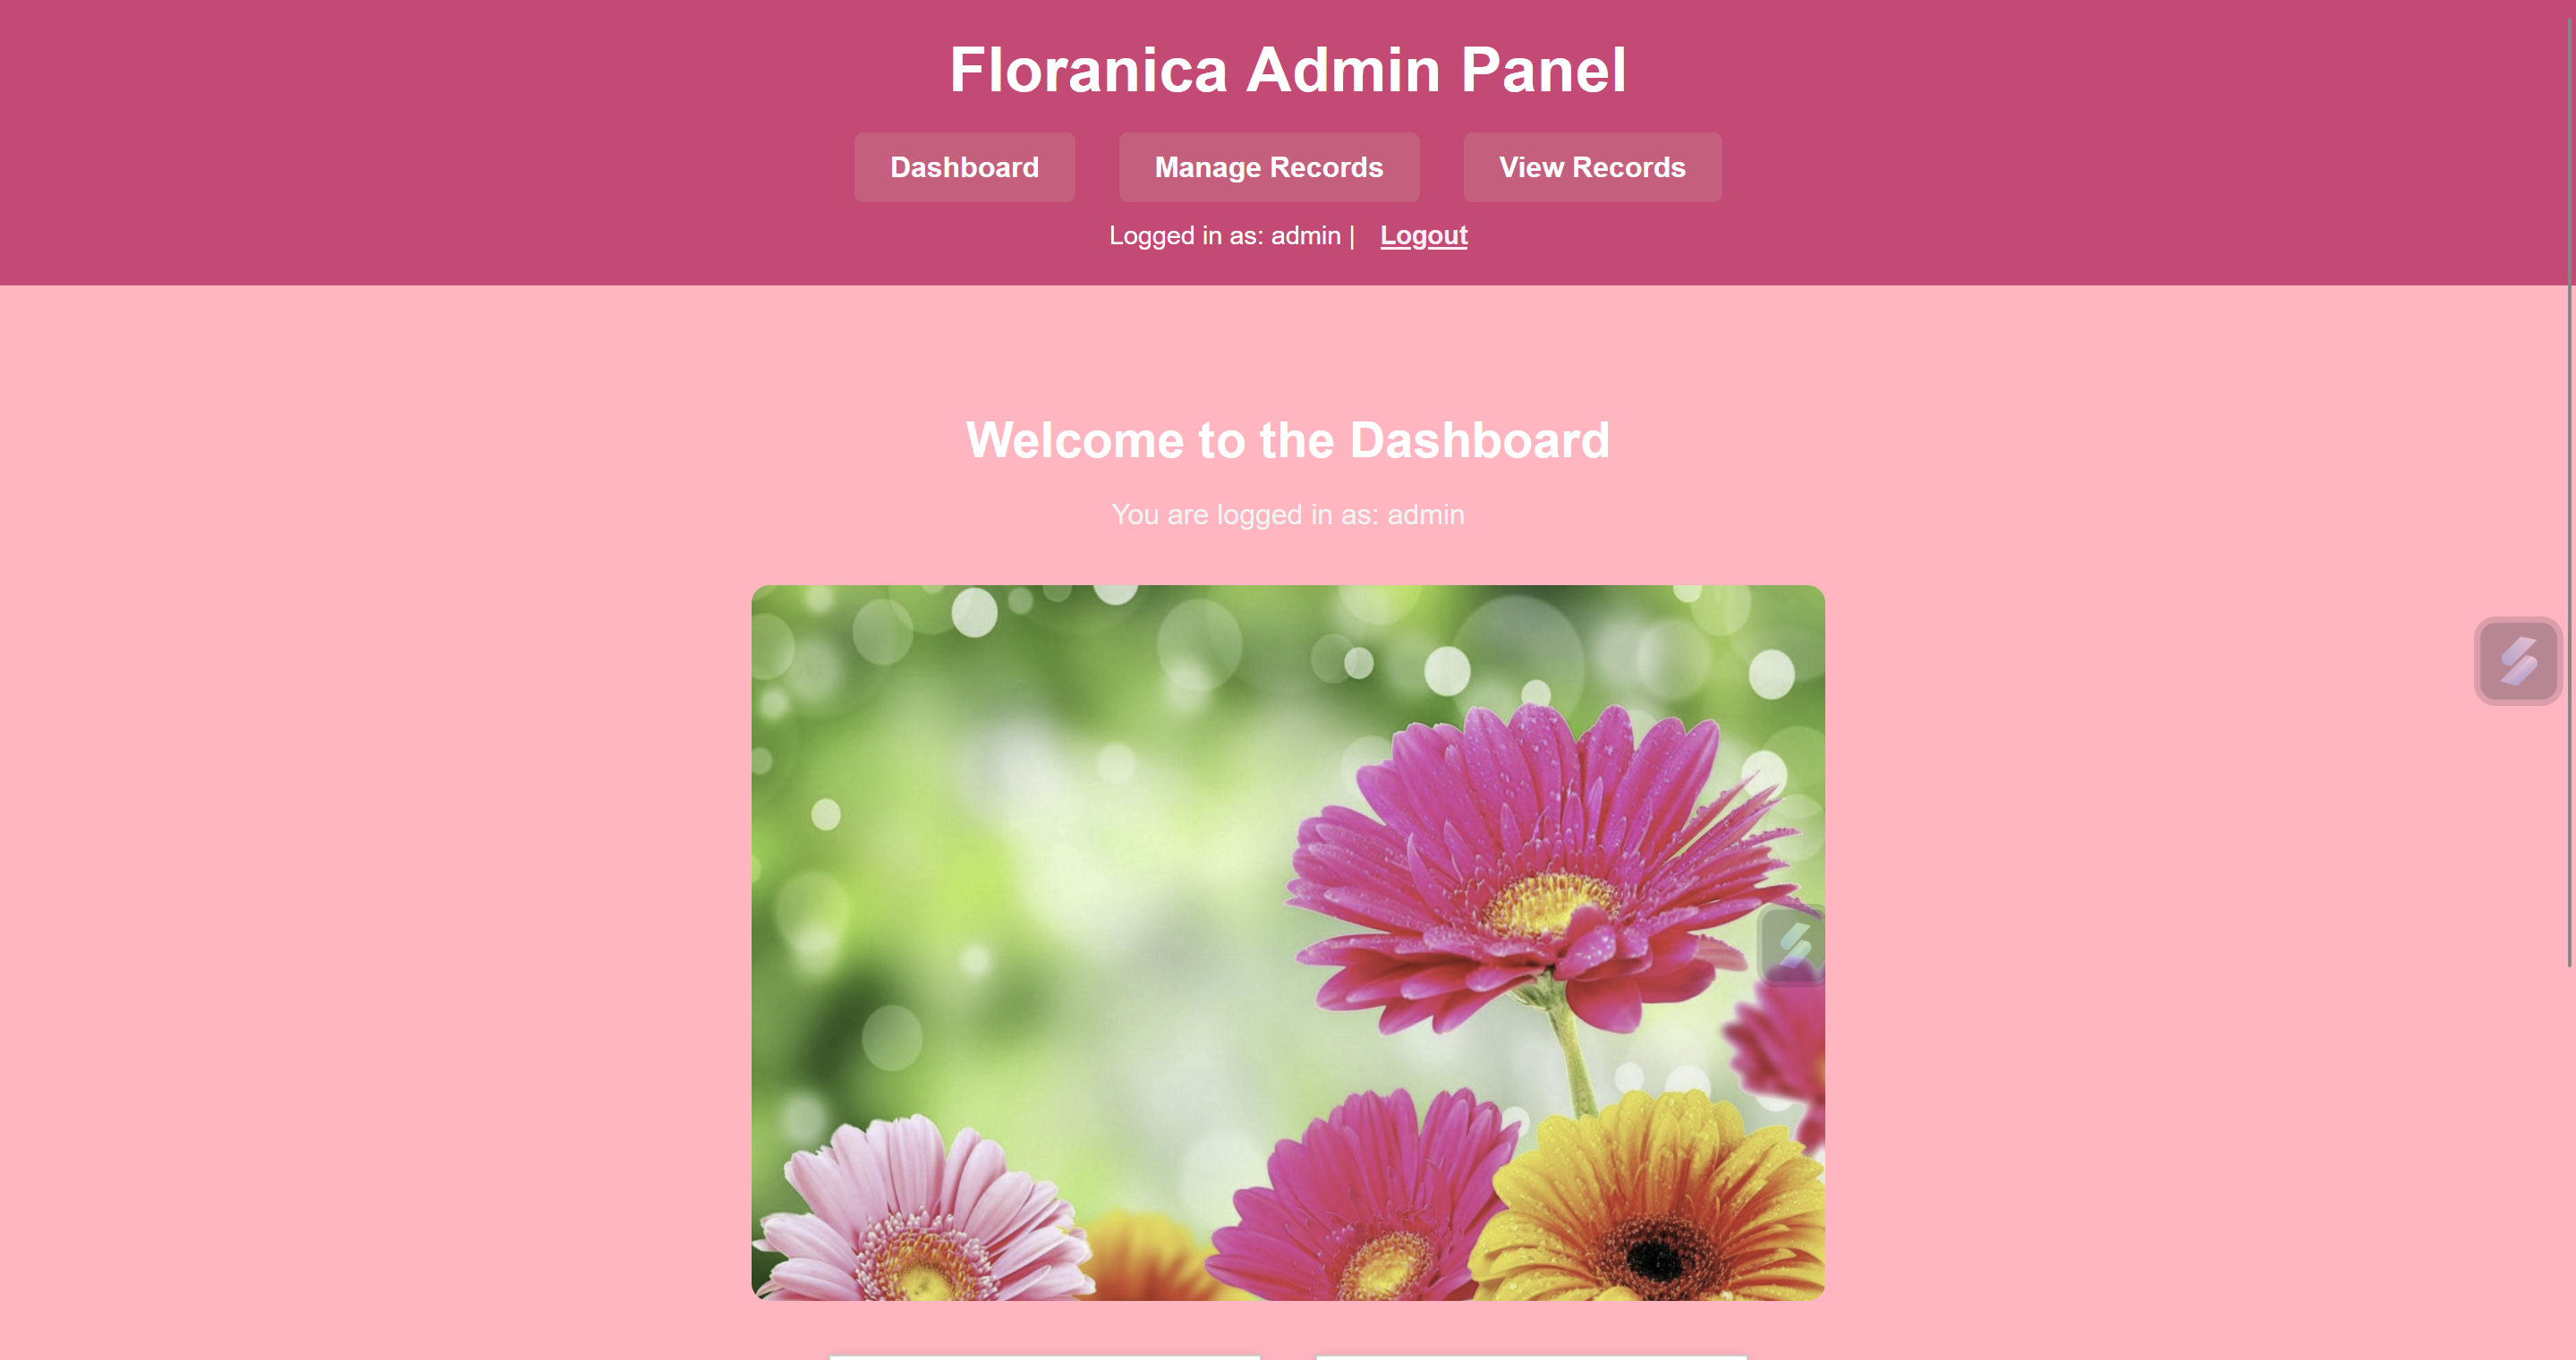 Floranica Admin Panel
Dashboard Manage Records View Records
Logged in as: admin | Logout
Welcome to the Dashboard
You are logged in as: admin